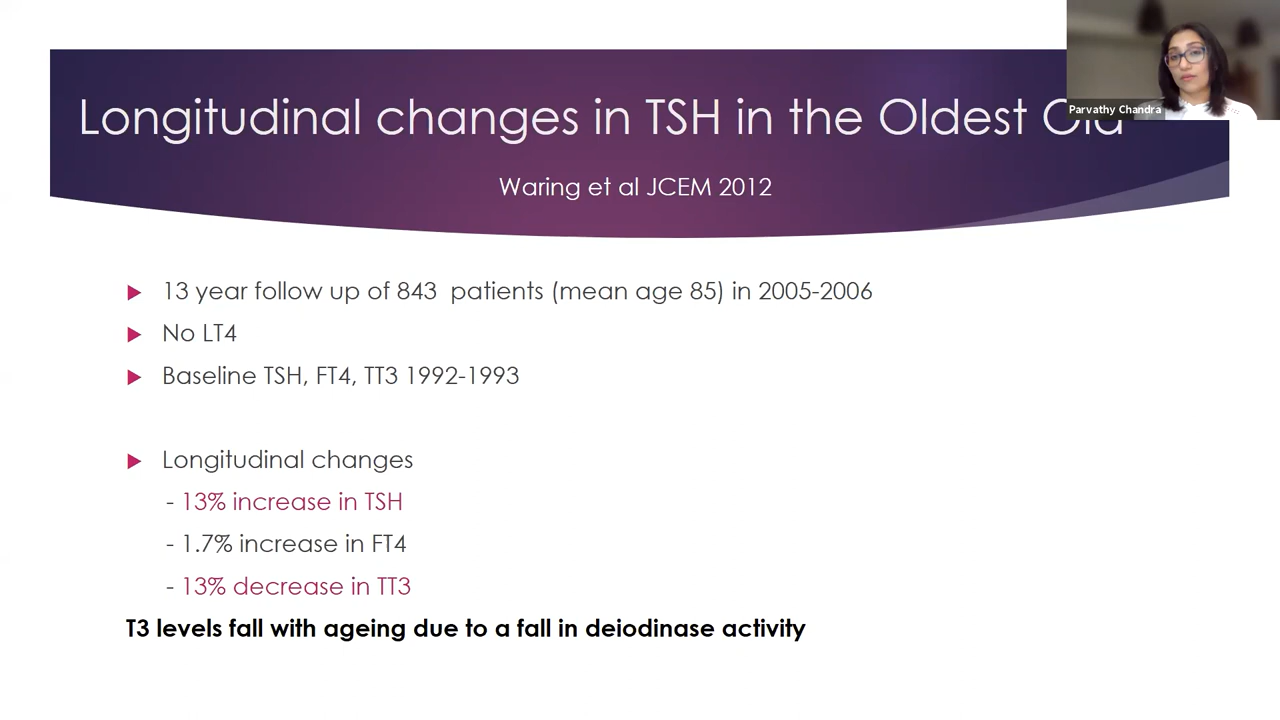 Longitudinal changes in TSH in the Oldest Old
Parvathy Chandra
Waring et al JCEM 2012
13 year follow up of 843 patients (mean age 85) in 2005-2006
No LT4
Baseline TSH, FT4, TT3 1992-1993
Longitudinal changes
- 13% increase in TSH
- 1.7% increase in FT4
- 13% decrease in TT3
T3 levels fall with ageing due to a fall in deiodinase activity